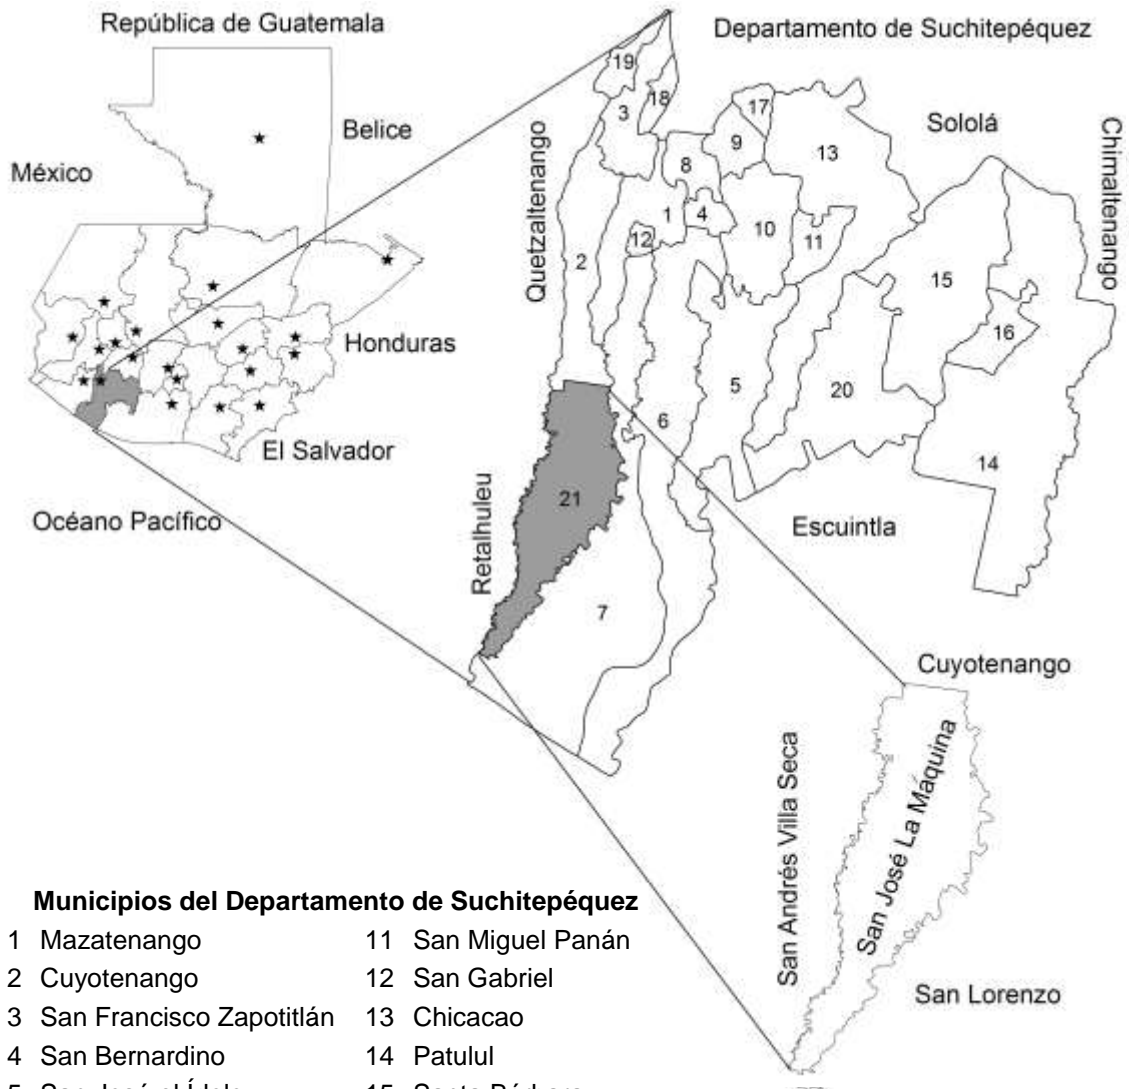 República de Guatemala
Departamento de Suchitepéquez
19
18
3
17
Belice
Sololá
Chimaltenango
9
13
México
Quetzaltenango
8
1
4
12
10
11
2
15
16
Honduras
5
20
6
El Salvador
14
21
Océano Pacífico
Retalhuleu
Escuintla
7
Cuyotenango
San Andrés Villa Seca
San José La Máquina
San Lorenzo
Municipios del Departamento de Suchitepéquez
1 Mazatenango 11 San Miguel Panán
2 Cuyotenango 12 San Gabriel
3 San Francisco Zapotitlán 13 Chicacao
4 San Bernardino 14 Patulul